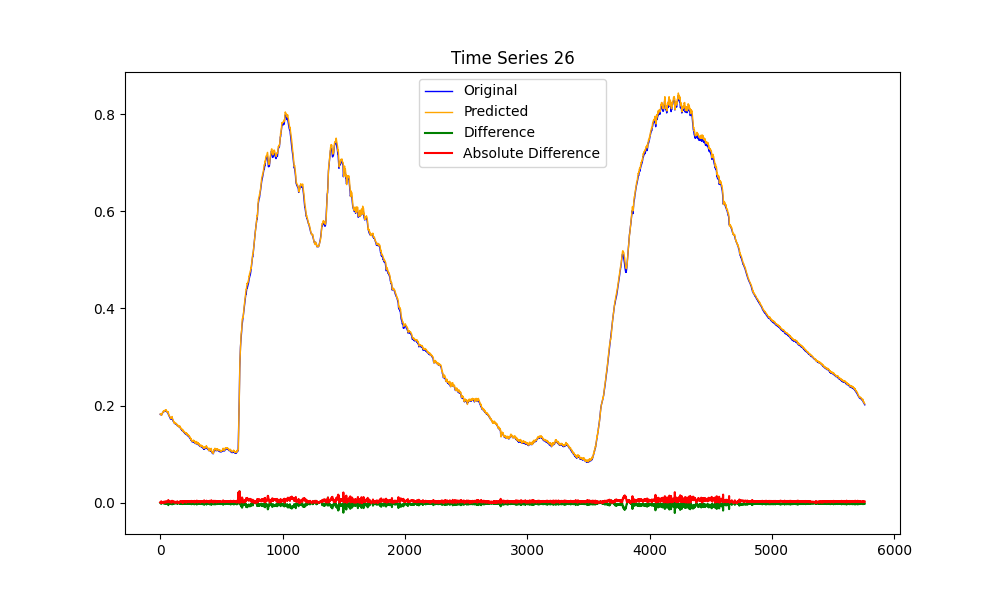 Time Series 26
Original
Predicted
Difference
Absolute Difference
0.8
0.6
0.4
0.2
0.0
0 1000 2000 3000 4000 5000 6000